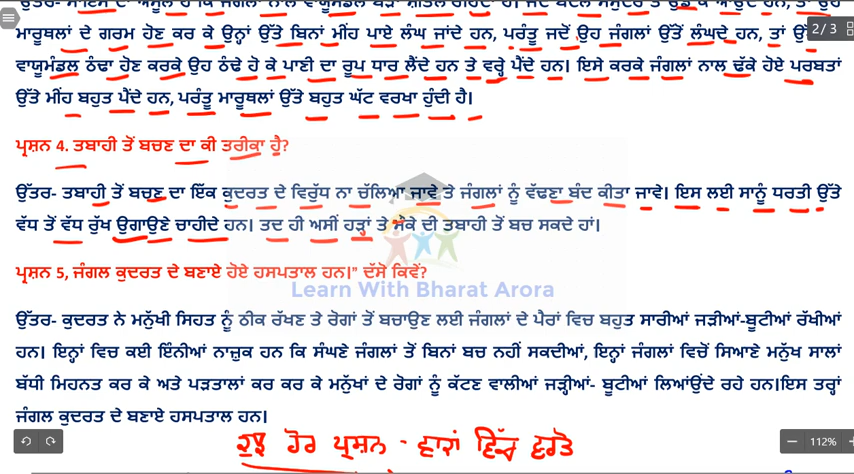 2 / 3
ਮਾਰੂਥਲਾਂ ਦੇ ਗਰਮ ਹੋਣ ਕਰ ਕੇ ਉਨ੍ਹਾਂ ਉੱਤੇ ਬਿਨਾਂ ਮੀਂਹ ਪਾਏ ਲੰਘ ਜਾਂਦੇ ਹਨ, ਪਰੰਤੂ ਜਦੋਂ ਉਹ ਜੰਗਲਾਂ ਉੱਤੋਂ ਲੰਘਦੇ ਹਨ, ਤਾਂ
ਵਾਯੂਮੰਡਲ ਠੰਢਾ ਹੋਣ ਕਰਕੇ ਉਹ ਠੰਢੇ ਹੋ ਕੇ ਪਾਣੀ ਦਾ ਰੂਪ ਧਾਰ ਲੈਂਦੇ ਹਨ ਤੇ ਵਰ੍ਹ ਪੈਂਦੇ ਹਨ। ਇਸੇ ਕਰਕੇ ਜੰਗਲਾਂ ਨਾਲ ਢੱਕੇ ਹੋਏ ਪਰਬਤਾਂ
ਉੱਤੇ ਮੀਂਹ ਬਹੁਤ ਪੈਂਦੇ ਹਨ, ਪਰੰਤੂ ਮਾਰੂਥਲਾਂ ਉੱਤੇ ਬਹੁਤ ਘੱਟ ਵਰਖਾ ਹੁੰਦੀ ਹੈ।
ਪ੍ਰਸ਼ਨ 4. ਤਬਾਹੀ ਤੋਂ ਬਚਣ ਦਾ ਕੀ ਤਰੀਕਾ ਹੈ?
ਉੱਤਰ- ਤਬਾਹੀ ਤੋਂ ਬਚਣ ਦਾ ਇੱਕ ਕੁਦਰਤ ਦੇ ਵਿਰੁੱਧ ਨਾ ਚੱਲਿਆ ਜਾਵੇ ਤੇ ਜੰਗਲਾਂ ਨੂੰ ਵੱਢਣਾ ਬੰਦ ਕੀਤਾ ਜਾਵੇ। ਇਸ ਲਈ ਸਾਨੂੰ ਧਰਤੀ ਉੱਤੇ
ਵੱਧ ਤੋਂ ਵੱਧ ਰੁੱਖ ਉਗਾਉਣੇ ਚਾਹੀਦੇ ਹਨ। ਤਦ ਹੀ ਅਸੀਂ ਹੜ੍ਹਾਂ ਤੇ ਸੌਕੇ ਦੀ ਤਬਾਹੀ ਤੋਂ ਬਚ ਸਕਦੇ ਹਾਂ।
ਪ੍ਰਸ਼ਨ 5, ਜੰਗਲ ਕੁਦਰਤ ਦੇ ਬਣਾਏ ਹੋਏ ਹਸਪਤਾਲ ਹਨ।" ਦੱਸੋ ਕਿਵੇਂ?
Learn With Bharat Arora
ਉੱਤਰ- ਕੁਦਰਤ ਨੇ ਮਨੁੱਖੀ ਸਿਹਤ ਨੂੰ ਠੀਕ ਰੱਖਣ ਤੇ ਰੋਗਾਂ ਤੋਂ ਬਚਾਉਣ ਲਈ ਜੰਗਲਾਂ ਦੇ ਪੈਰਾਂ ਵਿਚ ਬਹੁਤ ਸਾਰੀਆਂ ਜੜੀਆਂ-ਬੂਟੀਆਂ ਰੱਖੀਆਂ
ਹਨ। ਇਨ੍ਹਾਂ ਵਿਚ ਕਈ ਇੰਨੀਆਂ ਨਾਜ਼ੁਕ ਹਨ ਕਿ ਸੰਘਣੇ ਜੰਗਲਾਂ ਤੋਂ ਬਿਨਾਂ ਬਚ ਨਹੀਂ ਸਕਦੀਆਂ, ਇਨ੍ਹਾਂ ਜੰਗਲਾਂ ਵਿਚੋਂ ਸਿਆਣੇ ਮਨੁੱਖ ਸਾਲਾਂ
ਬੱਧੀ ਮਿਹਨਤ ਕਰ ਕੇ ਅਤੇ ਪੜਤਾਲਾਂ ਕਰ ਕਰ ਕੇ ਮਨੁੱਖਾਂ ਦੇ ਰੋਗਾਂ ਨੂੰ ਕੱਟਣ ਵਾਲੀਆਂ ਜੜ੍ਹੀਆਂ- ਬੂਟੀਆਂ ਲਿਆਂਉਂਦੇ ਰਹੇ ਹਨ।ਇਸ ਤਰ੍ਹਾਂ
ਜੰਗਲ ਕੁਦਰਤ ਦੇ ਬਣਾਏ ਹਸਪਤਾਲ ਹਨ।
ਕੁਝ ਹੋਰ ਪ੍ਰਸ਼ਨ - ਵਾਰਾਂ ਵਿੱਚ ਵਰਤੋ
112%